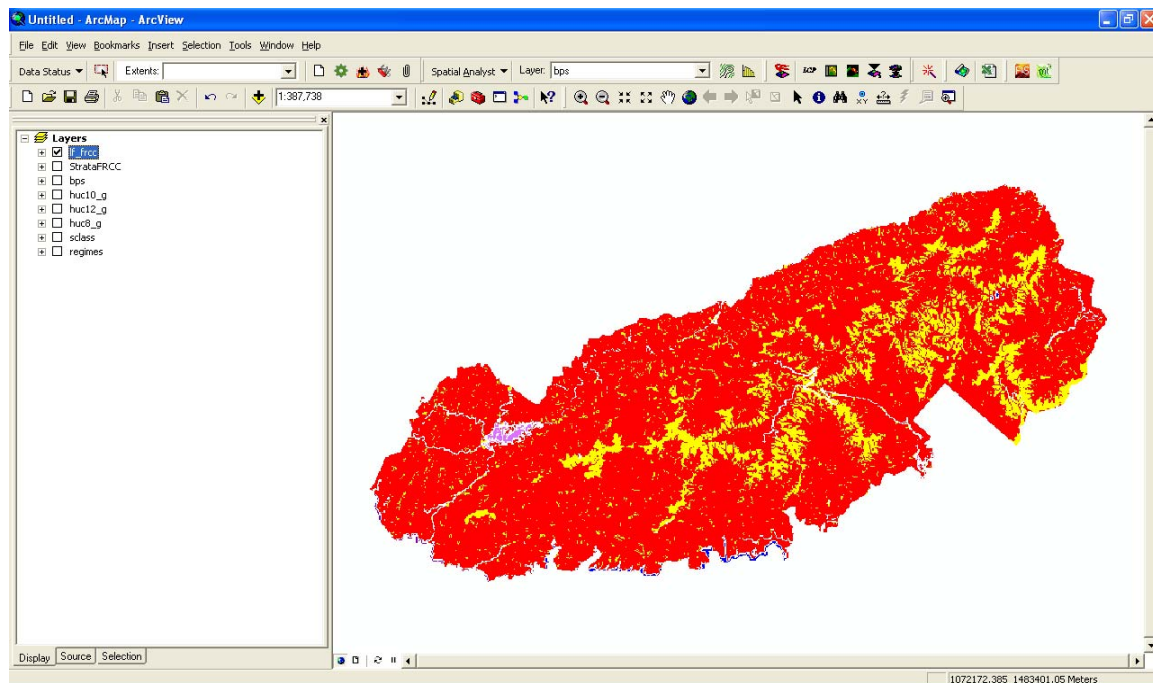 Untitled - ArcMap - ArcView
File Edit View Bookmarks Insert Selection Tools Window Help
Data Status Extents: Spatial Analyst Layer: bps
1:387,738
Layers
lf_frcc
StrataFRCC
bps
huc10_g
huc12_g
huc8_g
sclass
regimes
Display Source Selection
1072172.385 1483401.05 Meters